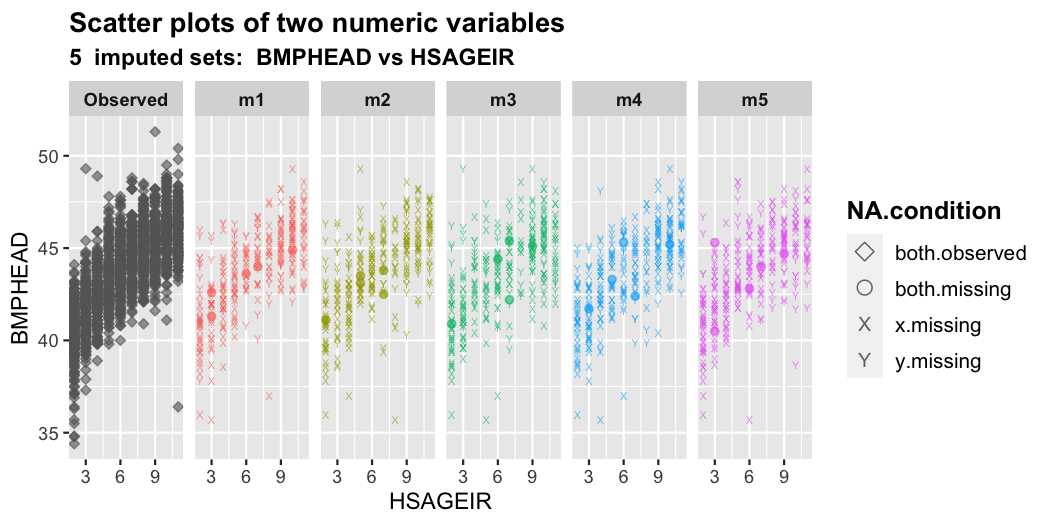 Scatter plots of two numeric variables
5 imputed sets: BMPHEAD vs HSAGEIR
Observed m1 m2 m3 m4 m5
BMPHEAD
50
45
40
35
3 6 9 3 6 9 3 6 9 3 6 9 3 6 9 3 6 9
HSAGEIR
NA.condition
both.observed
both.missing
X x.missing
Y y.missing